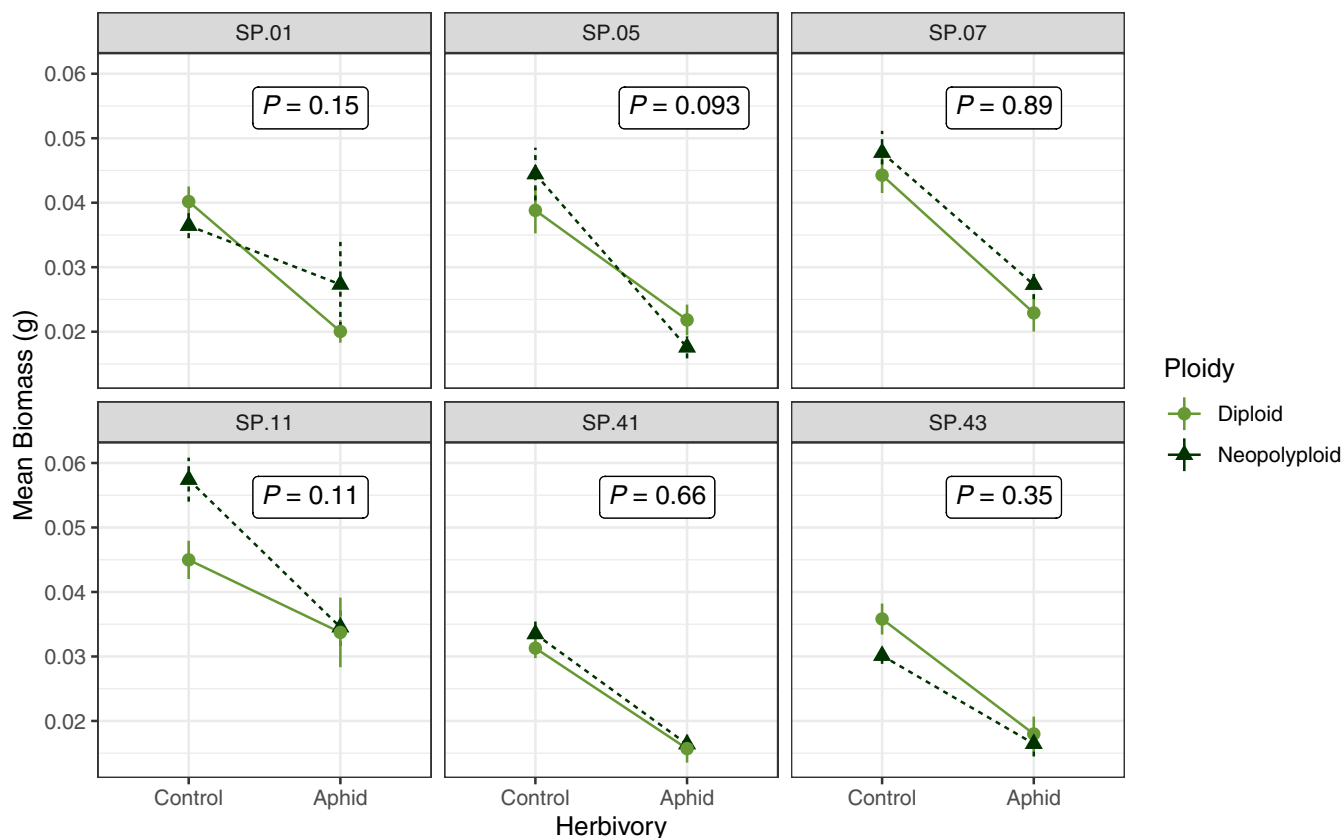 SP.01 SP.05 SP.07
0.06
0.05
0.04
0.03
0.02
P = 0.15 P = 0.093 P = 0.89
SP.11 SP.41 SP.43
0.06
0.05
0.04
0.03
0.02
P = 0.11 P = 0.66 P = 0.35
Control Aphid Control Aphid Control Aphid
Herbivory
Mean Biomass (g)
Ploidy
Diploid
Neopolyploid